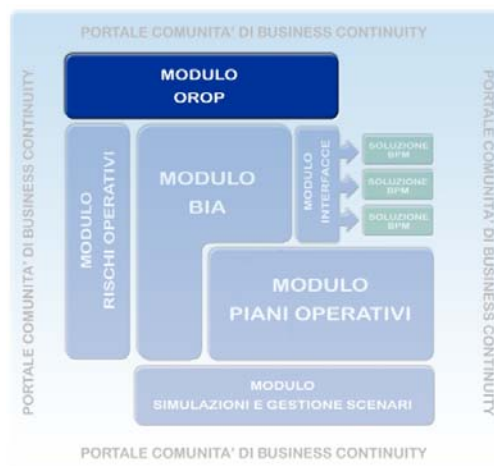 PORTALE COMUNITA' DI BUSINESS CONTINUITY
PORTALE COMUNITA' DI BUSINESS CONTINUITY
PORTALE COMUNITA' DI BUSINESS CONTINUITY
MODULO
OROP
MODULO
RISCHI OPERATIVI
MODULO
BIA
MODULO
INTERFACCE
SOLUZIONE
BPM
SOLUZIONE
BPM
SOLUZIONE
BPM
MODULO
PIANI OPERATIVI
MODULO
SIMULAZIONI E GESTIONE SCENARI
PORTALE COMUNITA' DI BUSINESS CONTINUITY